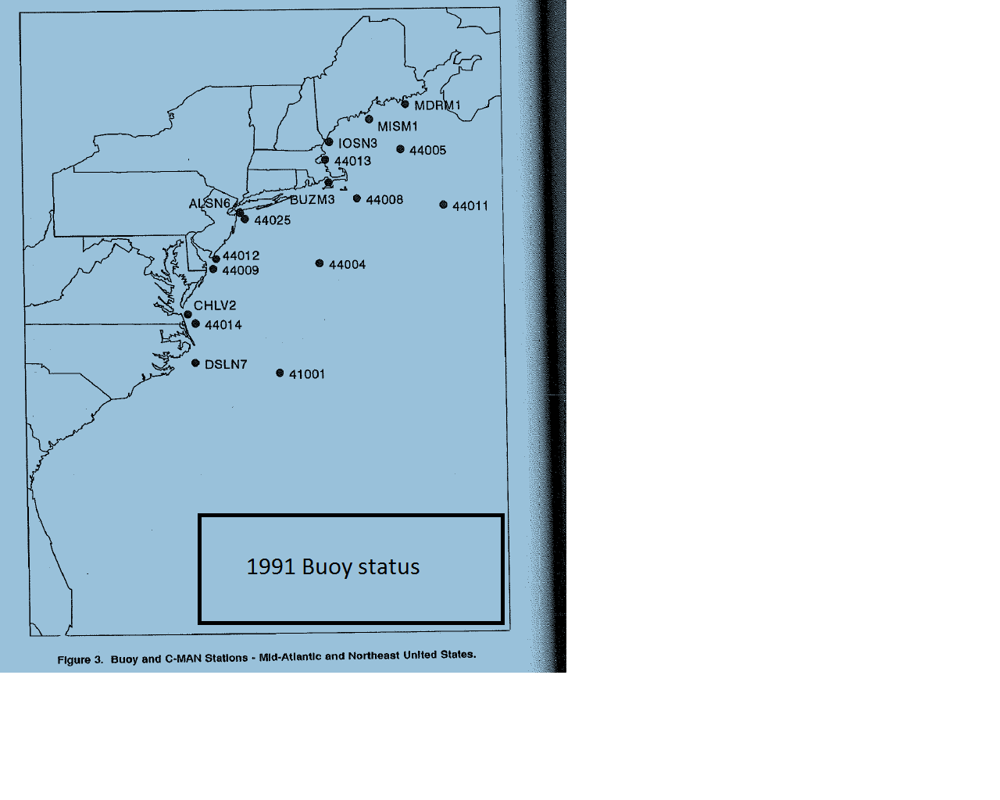 MDRM1
MISM1
IOSN3
44005
44013
ALSN6
BUZM3
44008
44011
44025
44012
44009
44004
CHLV2
44014
DSLN7
41001
1991 Buoy status
Figure 3. Buoy and C-MAN Stations - Mid-Atlantic and Northeast United States.